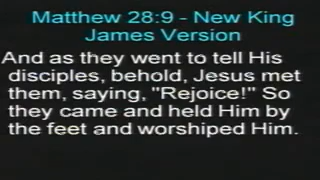 Matthew 28:9 - New King
James Version
And as they went to tell His
disciples, behold, Jesus met
them, saying, "Rejoice!" So
they came and held Him by
the feet and worshiped Him.